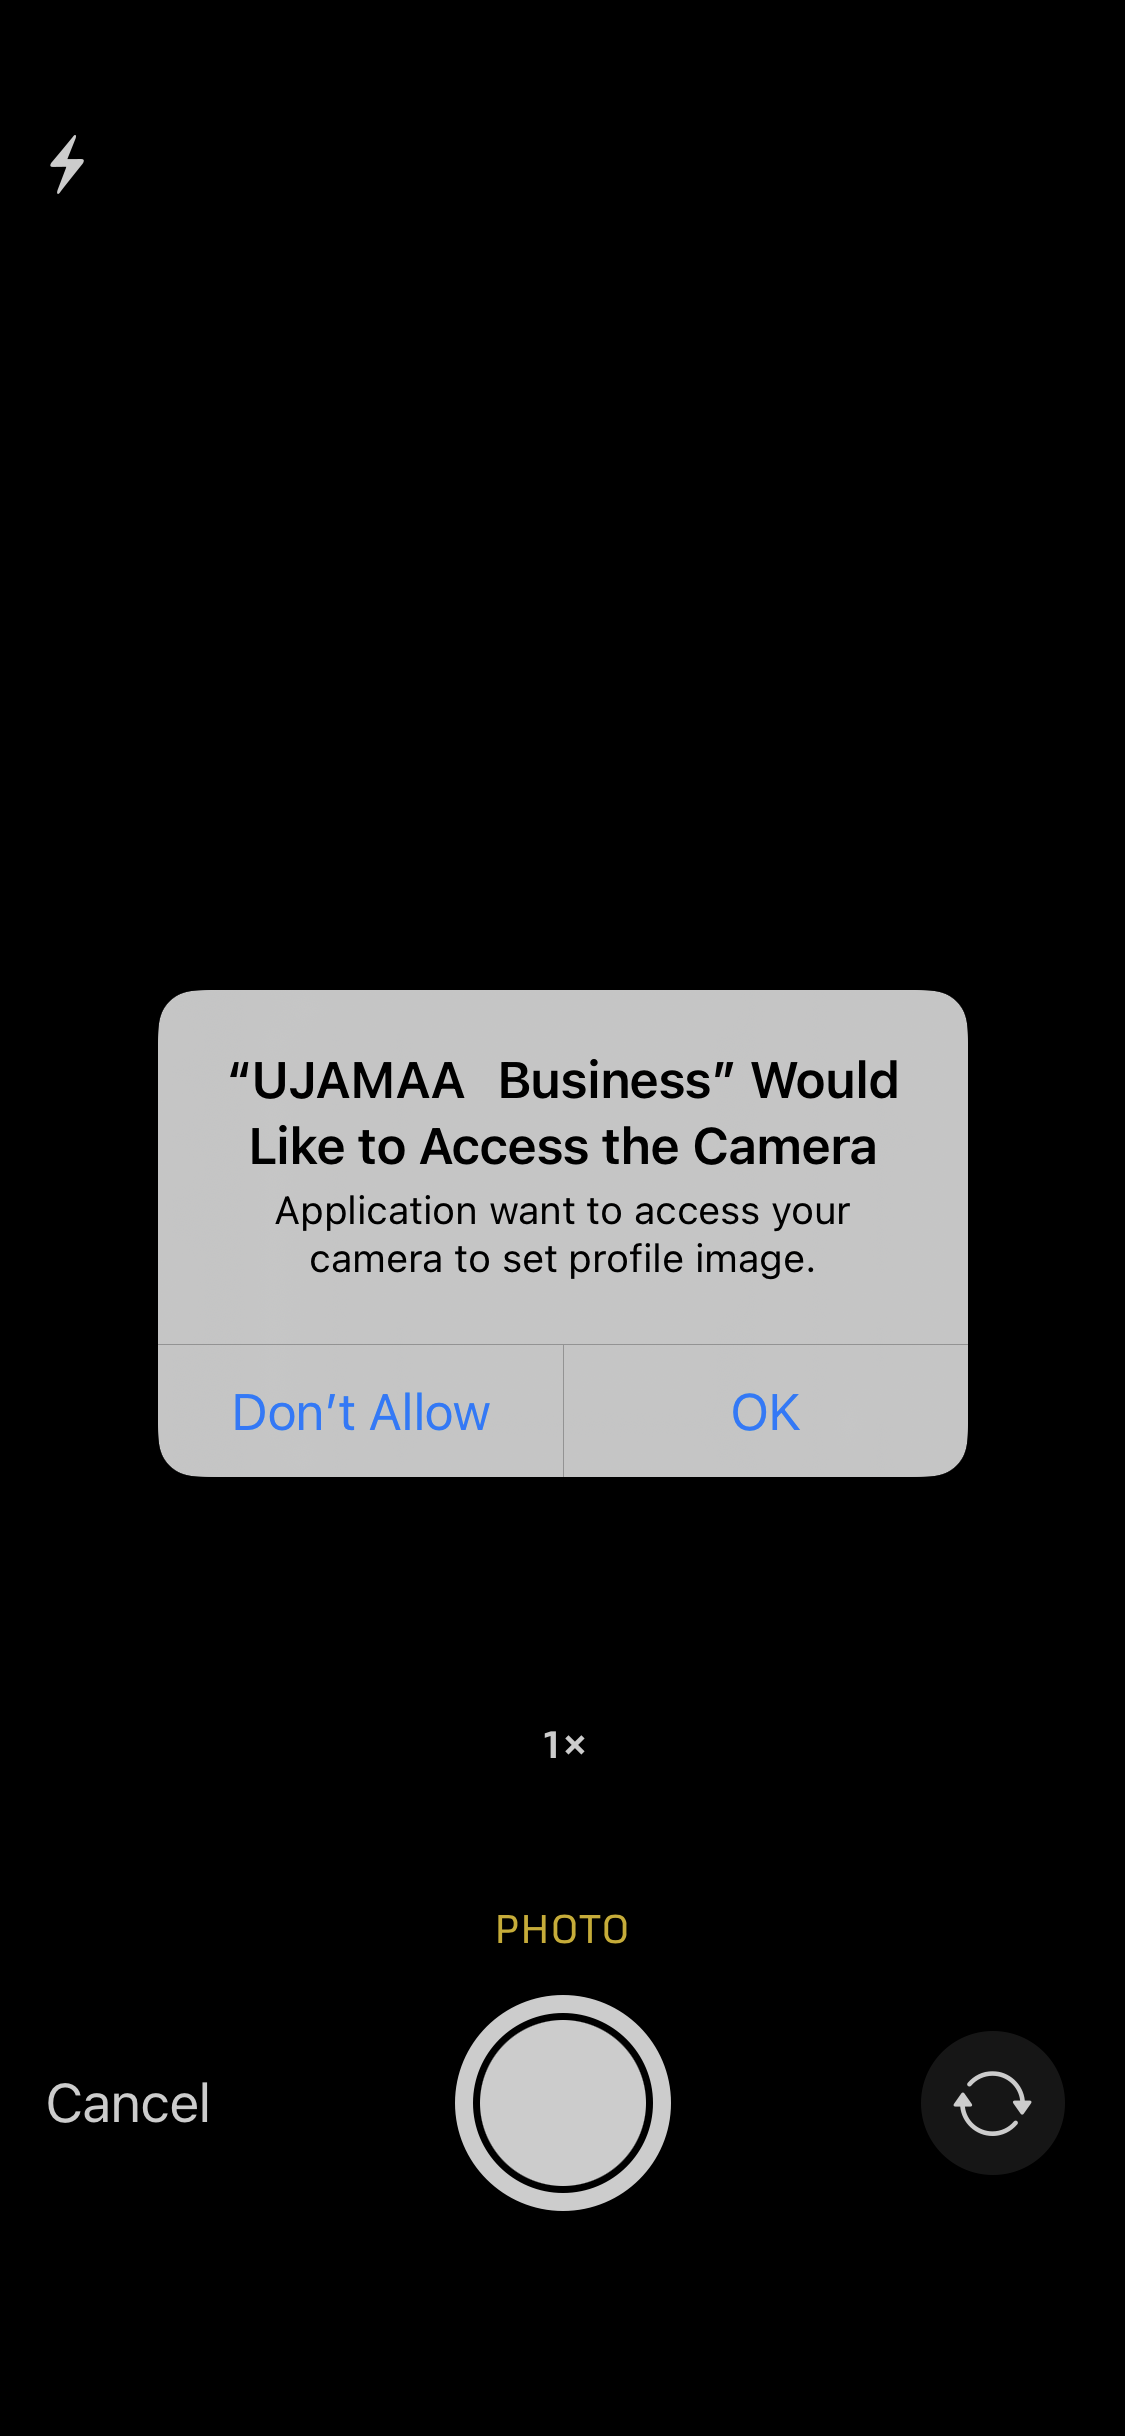 “UJAMAA  Business” Would
Like to Access the Camera
Application want to access your
camera to set profile image.
Don’t Allow
OK
1×
PHOTO
Cancel